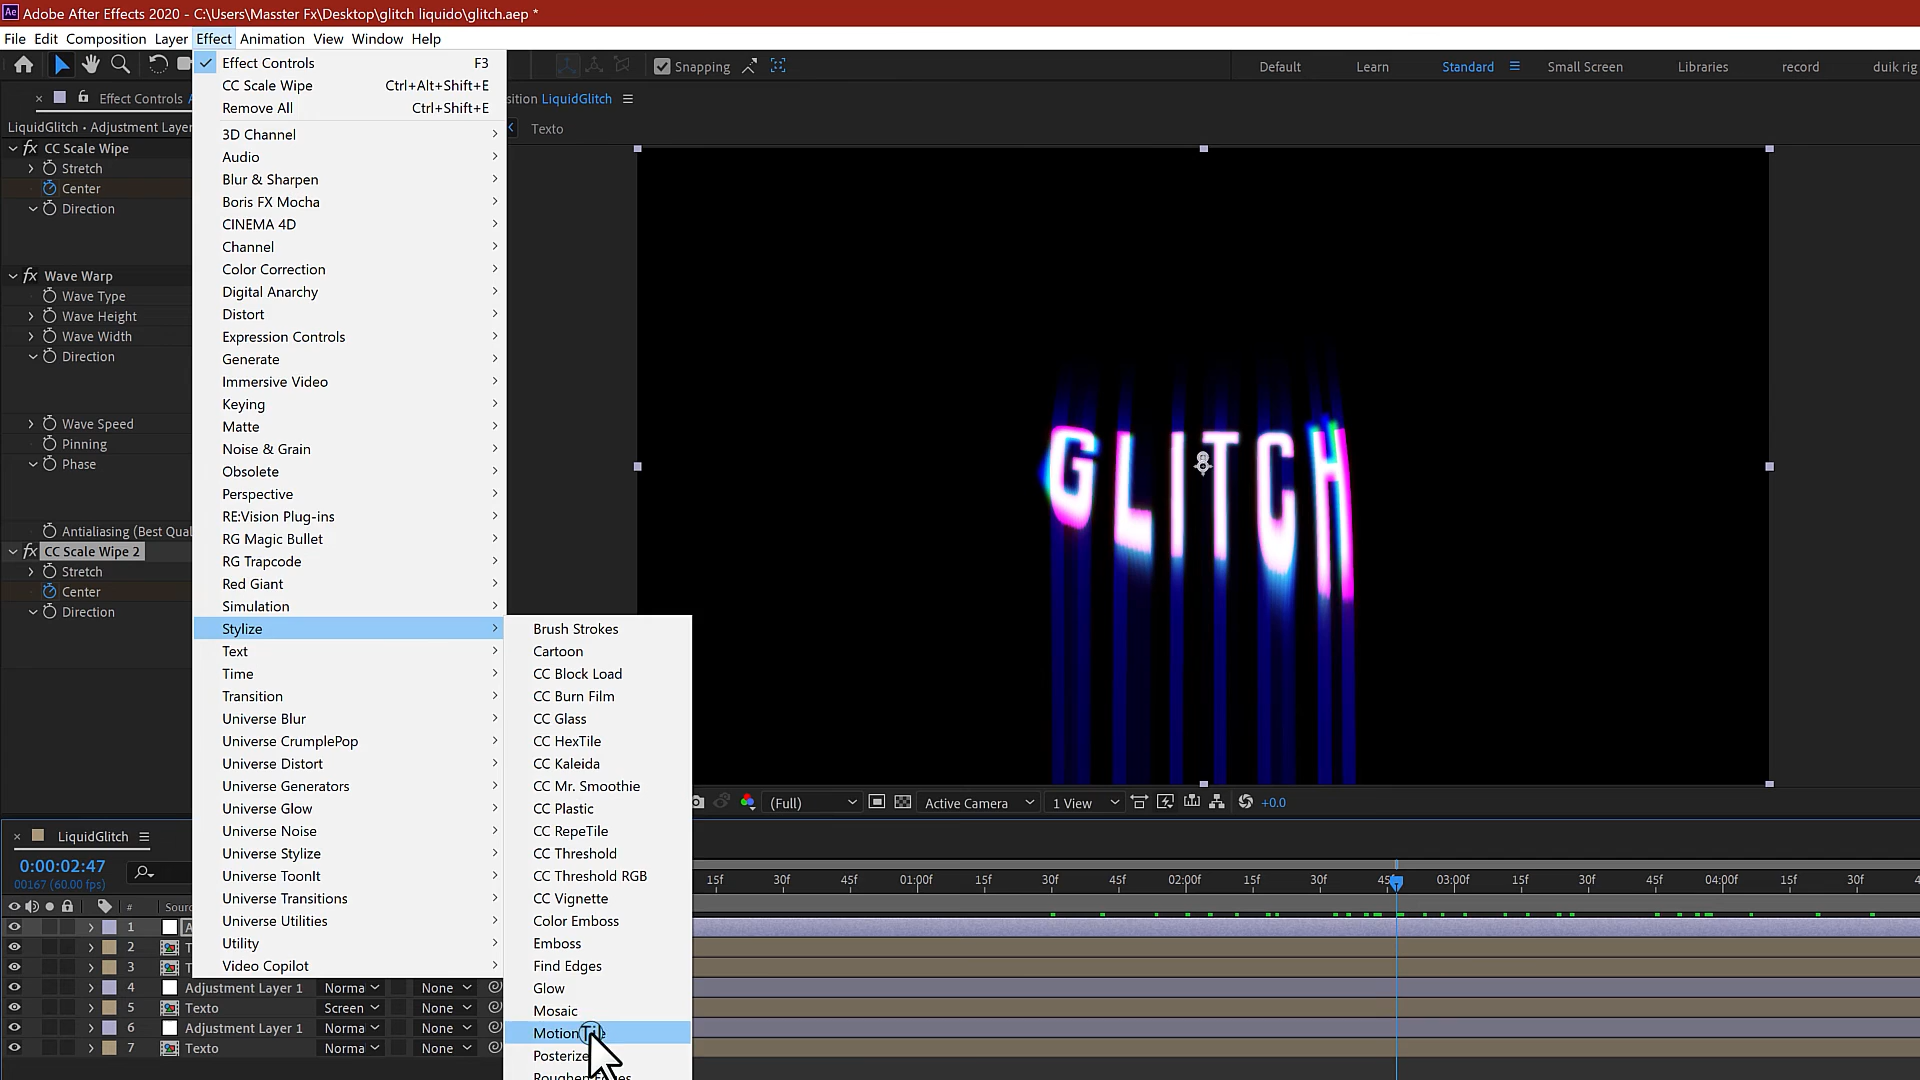 Adobe After Effects 2020 - C:\Users\Masster Fx\Desktop\glitch liquido\glitch.aep *
File Edit Composition Layer Effect Animation View Window Help
Snapping
Default Learn Standard Small Screen Libraries record duik rig
Effect Controls
LiquidGlitch • Adjustment Layer
CC Scale Wipe
Stretch
Center
Direction
Wave Warp
Wave Type
Wave Height
Wave Width
Direction
Wave Speed
Pinning
Phase
Antialiasing (Best Qual
CC Scale Wipe 2
Stretch
Center
Direction
Effect Controls F3
CC Scale Wipe Ctrl+Alt+Shift+E
Remove All Ctrl+Shift+E
3D Channel
Audio
Blur & Sharpen
Boris FX Mocha
CINEMA 4D
Channel
Color Correction
Digital Anarchy
Distort
Expression Controls
Generate
Immersive Video
Keying
Matte
Noise & Grain
Obsolete
Perspective
RE:Vision Plug-ins
RG Magic Bullet
RG Trapcode
Red Giant
Simulation
Stylize
Text
Time
Transition
Universe Blur
Universe CrumplePop
Universe Distort
Universe Generators
Universe Glow
Universe Noise
Universe Stylize
Universe ToonIt
Universe Transitions
Universe Utilities
Utility
Video Copilot
Brush Strokes
Cartoon
CC Block Load
CC Burn Film
CC Glass
CC HexTile
CC Kaleida
CC Mr. Smoothie
CC Plastic
CC RepeTile
CC Threshold
CC Threshold RGB
CC Vignette
Color Emboss
Emboss
Find Edges
Glow
Mosaic
Motion Tile
Posterize
sition LiquidGlitch
Texto
GLITCH
(Full) Active Camera 1 View +0.0
LiquidGlitch
0:00:02:47
00167 (60.00 fps)
15f 30f 45f 01:00f 15f 30f 45f 02:00f 15f 30f 45f 03:00f 15f 30f 45f 04:00f 15f 30f
# Sourc
1
2
3
4 Adjustment Layer 1 Norma None
5 Texto Screen None
6 Adjustment Layer 1 Norma None
7 Texto Norma None